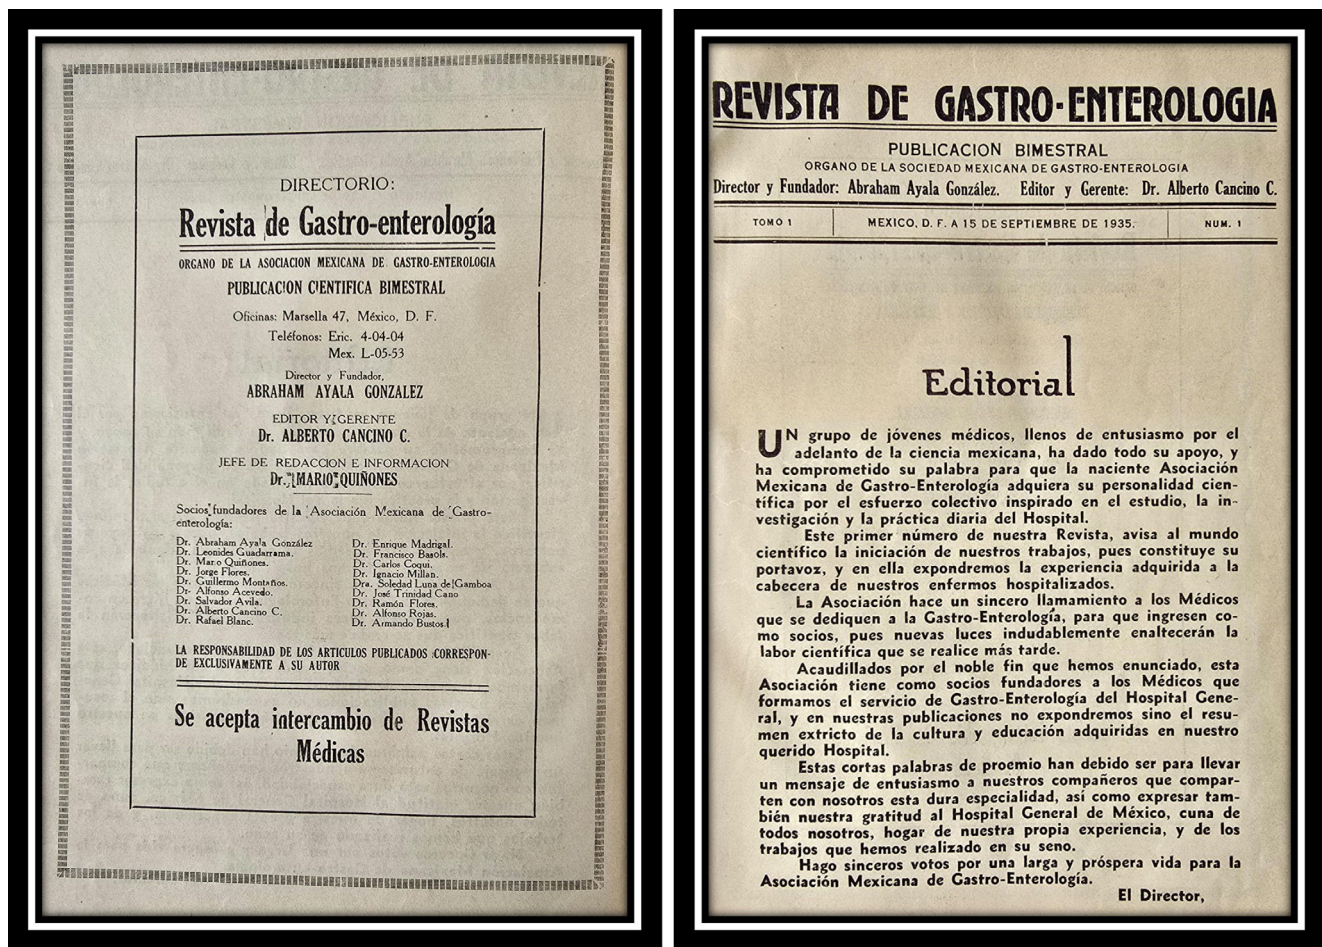 DIRECTORIO:
Revista de Gastro-enterología
ORGANO DE LA ASOCIACION MEXICANA DE GASTRO-ENTEROLOGIA
PUBLICACION CIENTIFICA BIMESTRAL
Oficinas: Marsella 47, México, D. F.
Teléfonos: Eric. 4-04-04
Mex. L-05-53
Director y Fundador,
ABRAHAM AYALA GONZALEZ
EDITOR Y GERENTE
Dr. ALBERTO CANCINO C.
JEFE DE REDACCION E INFORMACION
Dr. MARIO QUIÑONES
Socios fundadores de la Asociación Mexicana de Gastro-
enterología:
Dr. Abraham Ayala González
Dr. Leonides Guadarrama.
Dr. Mario Quiñones.
Dr. Jorge Flores.
Dr. Guillermo Montaños.
Dr. Alfonso Acevedo.
Dr. Salvador Avila.
Dr. Alberto Cancino C.
Dr. Rafael Blanc.
Dr. Enrique Madrigal.
Dr. Francisco Basols.
Dr. Carlos Coqui.
Dr. Ignacio Millan.
Dra. Soledad Luna de Gamboa
Dr. José Trinidad Cano
Dr. Ramón Flores.
Dr. Alfonso Rojas.
Dr. Armando Bustos.
LA RESPONSABILIDAD DE LOS ARTICULOS PUBLICADOS CORRESPON-
DE EXCLUSIVAMENTE A SU AUTOR
Se acepta intercambio de Revistas
Médicas
REVISTA DE GASTRO-ENTEROLOGIA
PUBLICACION BIMESTRAL
ORGANO DE LA SOCIEDAD MEXICANA DE GASTRO-ENTEROLOGIA
Director y Fundador: Abraham Ayala González. Editor y Gerente: Dr. Alberto Cancino C.
TOMO 1 MEXICO, D. F. A 15 DE SEPTIEMBRE DE 1935. NUM. 1
Editorial
UN grupo de jóvenes médicos, llenos de entusiasmo por el
adelanto de la ciencia mexicana, ha dado todo su apoyo, y
ha comprometido su palabra para que la naciente Asociación
Mexicana de Gastro-Enterología adquiera su personalidad cien-
tífica por el esfuerzo colectivo inspirado en el estudio, la in-
vestigación y la práctica diaria del Hospital.
Este primer número de nuestra Revista, avisa al mundo
científico la iniciación de nuestros trabajos, pues constituye su
portavoz, y en ella expondremos la experiencia adquirida a la
cabecera de nuestros enfermos hospitalizados.
La Asociación hace un sincero llamamiento a los Médicos
que se dediquen a la Gastro-Enterología, para que ingresen co-
mo socios, pues nuevas luces indudablemente enaltecerán la
labor científica que se realice más tarde.
Acaudillados por el noble fin que hemos enunciado, esta
Asociación tiene como socios fundadores a los Médicos que
formamos el servicio de Gastro-Enterología del Hospital Gene-
ral, y en nuestras publicaciones no expondremos sino el resu-
men extricto de la cultura y educación adquiridas en nuestro
querido Hospital.
Estas cortas palabras de proemio han debido ser para llevar
un mensaje de entusiasmo a nuestros compañeros que compar-
ten con nosotros esta dura especialidad, así como expresar tam-
bién nuestra gratitud al Hospital General de México, cuna de
todos nosotros, hogar de nuestra propia experiencia, y de los
trabajos que hemos realizado en su seno.
Hago sinceros votos por una larga y próspera vida para la
Asociación Mexicana de Gastro-Enterología.
El Director,